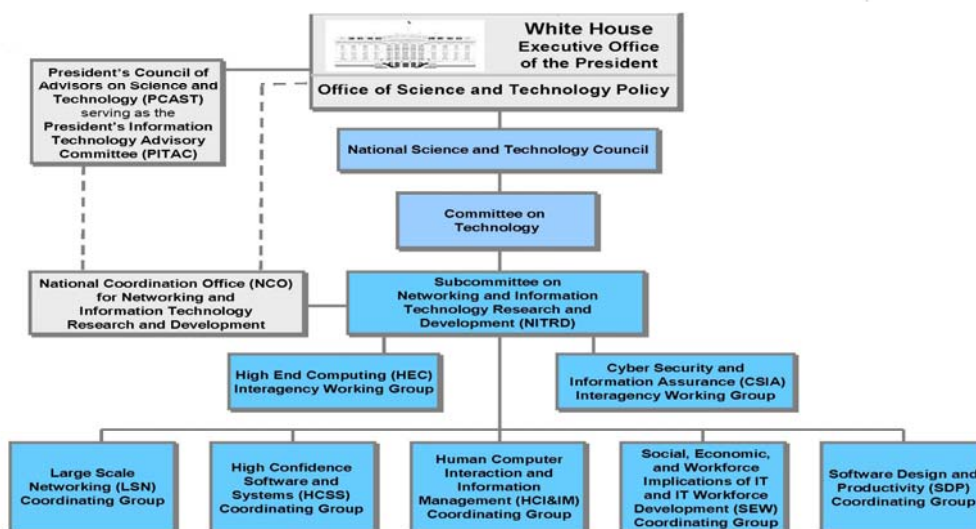 White House
Executive Office
of the President
Office of Science and Technology Policy
President's Council of
Advisors on Science and
Technology (PCAST)
serving as the
President's Information
Technology Advisory
Committee (PITAC)
National Science and Technology Council
Committee on
Technology
National Coordination Office (NCO)
for Networking and
Information Technology
Research and Development
Subcommittee on
Networking and Information
Technology Research and
Development (NITRD)
High End Computing (HEC)
Interagency Working Group
Cyber Security and
Information Assurance (CSIA)
Interagency Working Group
Large Scale
Networking (LSN)
Coordinating Group
High Confidence
Software and
Systems (HCSS)
Coordinating Group
Human Computer
Interaction and
Information
Management (HCI&IM)
Coordinating Group
Social, Economic,
and Workforce
Implications of IT
and IT Workforce
Development (SEW)
Coordinating Group
Software Design and
Productivity (SDP)
Coordinating Group